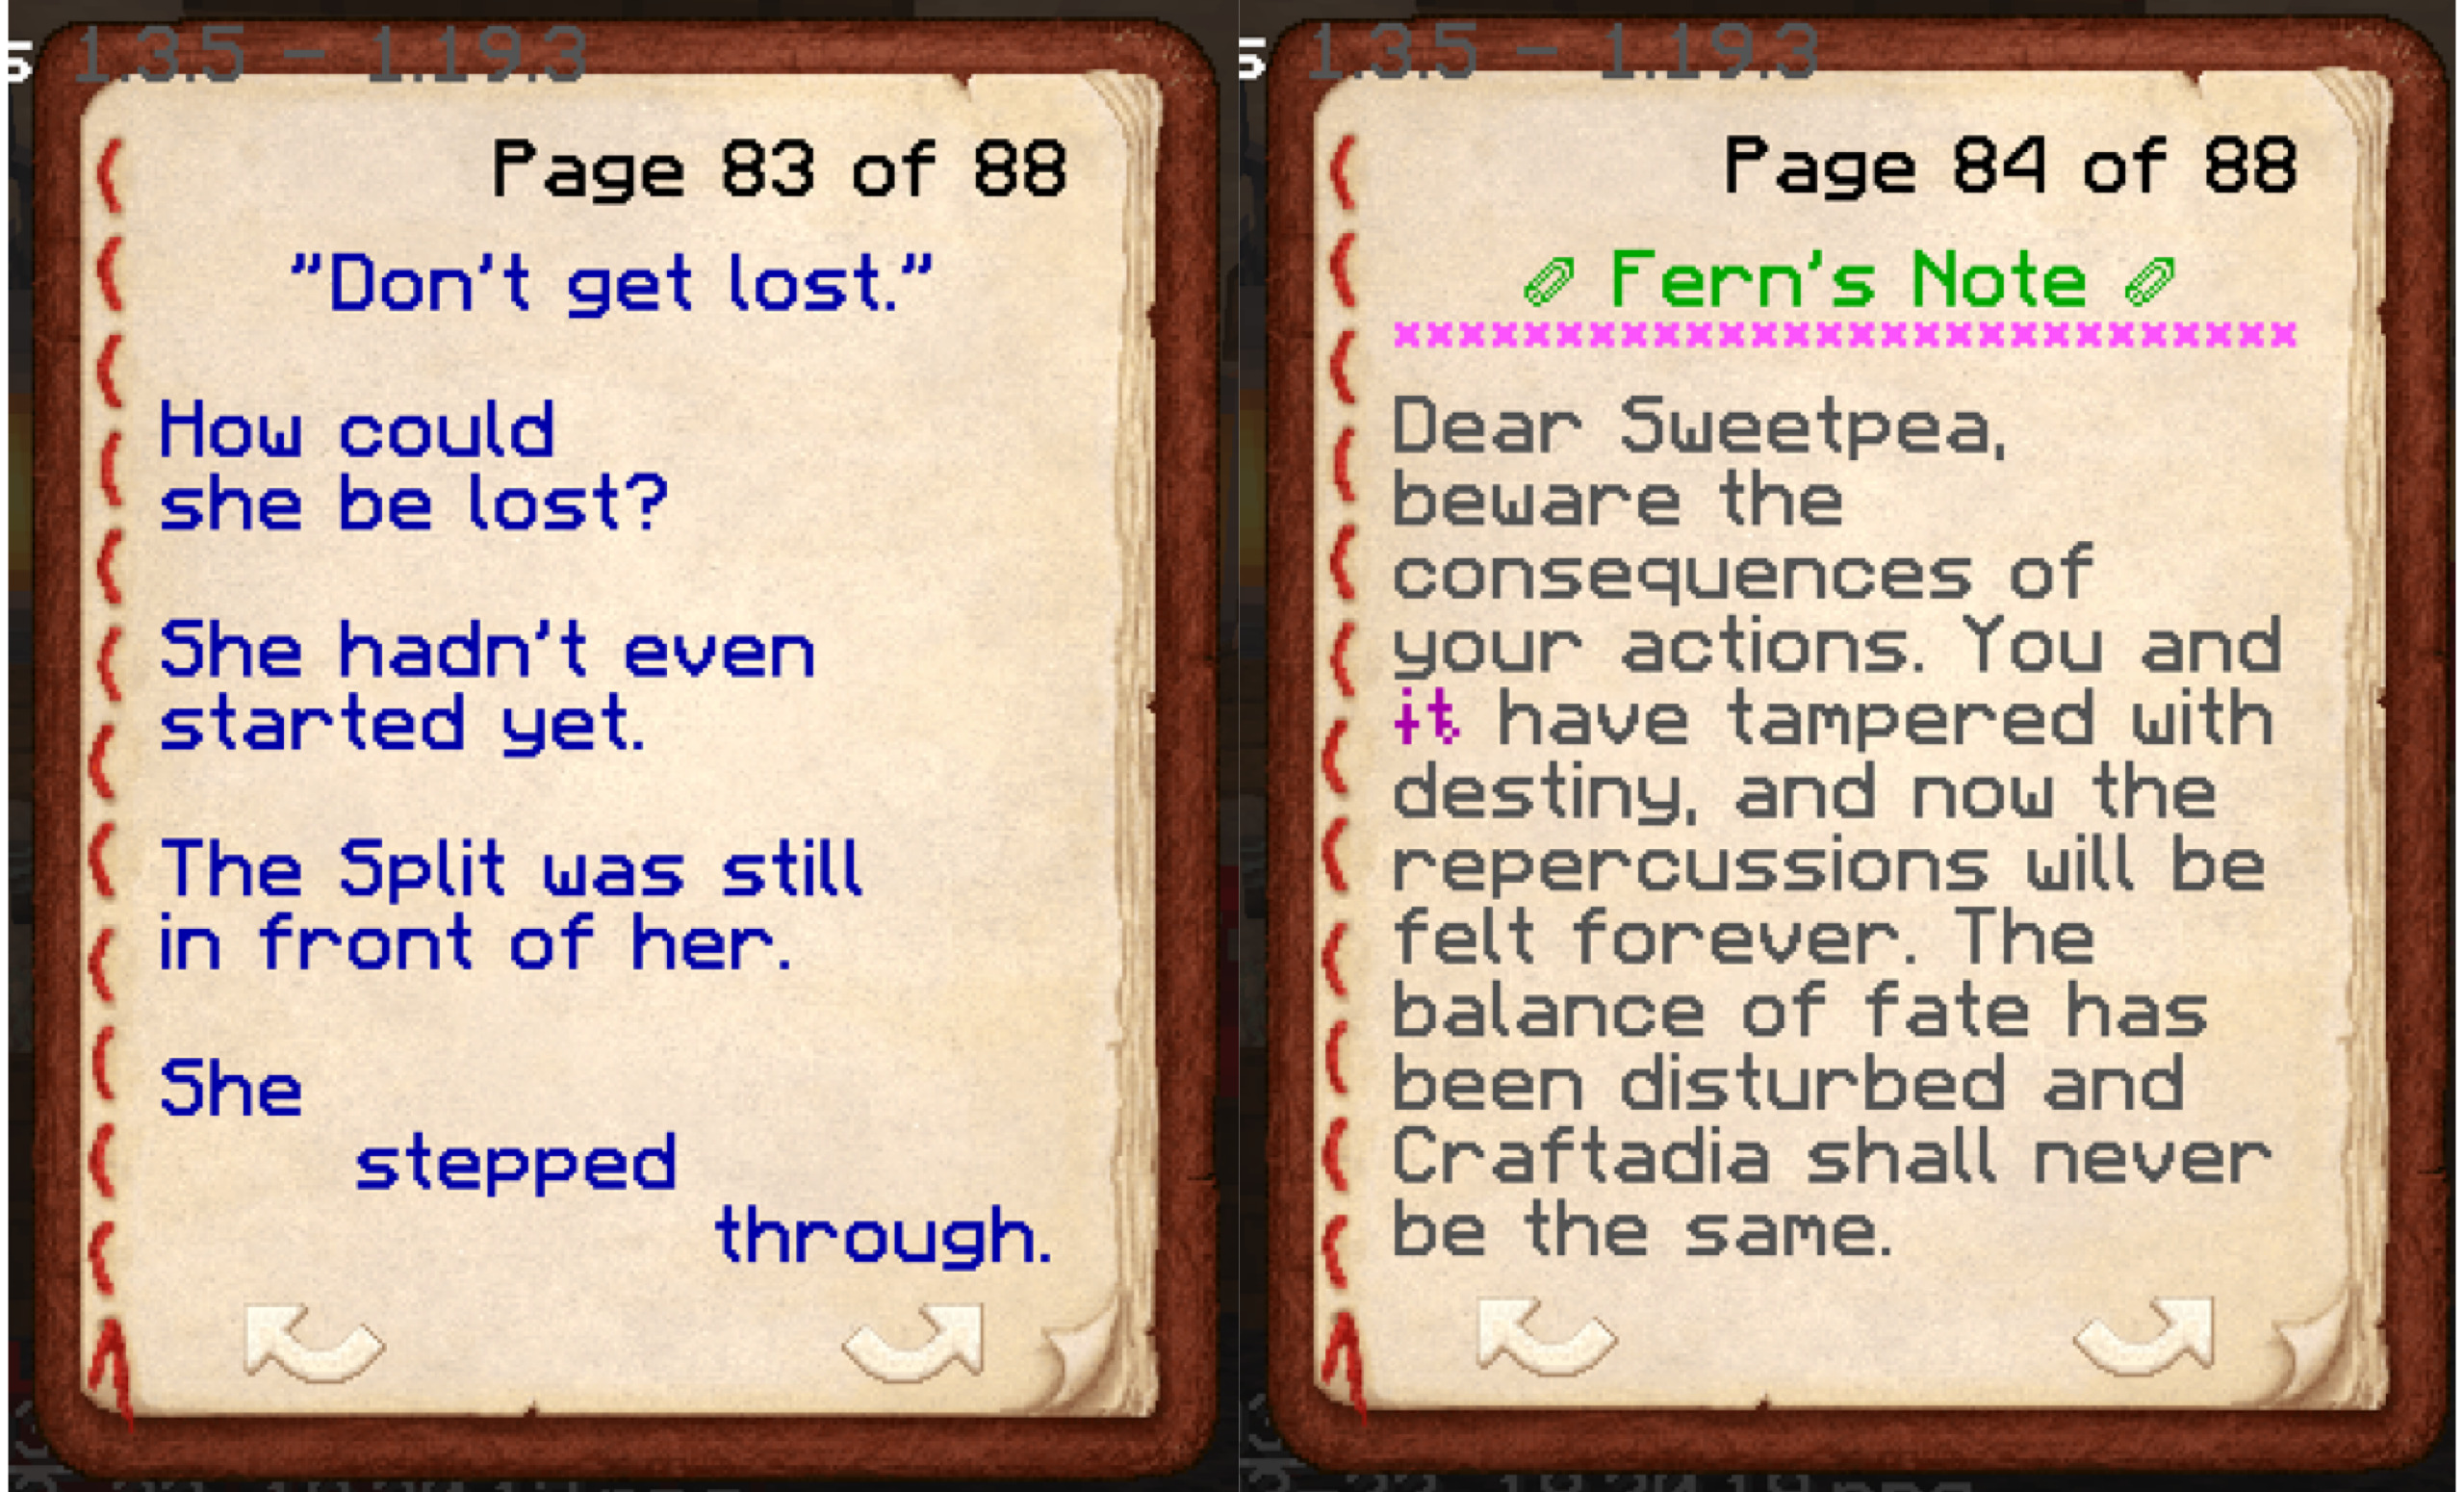 s 1.3.5 - 1.19.3
Page 83 of 88
"Don't get lost."
How could
she be lost?
She hadn't even
started yet.
The Split was still
in front of her.
She
stepped
through.
s 1.3.5 - 1.19.3
Page 84 of 88
Fern's Note
×××××××××××××××××××××××××××××
Dear Sweetpea,
beware the
consequences of
your actions. You and
it have tampered with
destiny, and now the
repercussions will be
felt forever. The
balance of fate has
been disturbed and
Craftadia shall never
be the same.